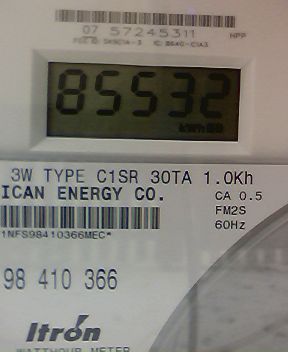 07 57245311 NPP
85532
kWh
3W TYPE C1SR 30TA 1.0Kh
ICAN ENERGY CO. CA 0.5
FM2S
60Hz
1NFS98410366MEC*
98 410 366
Itron
WATTHOUR METER